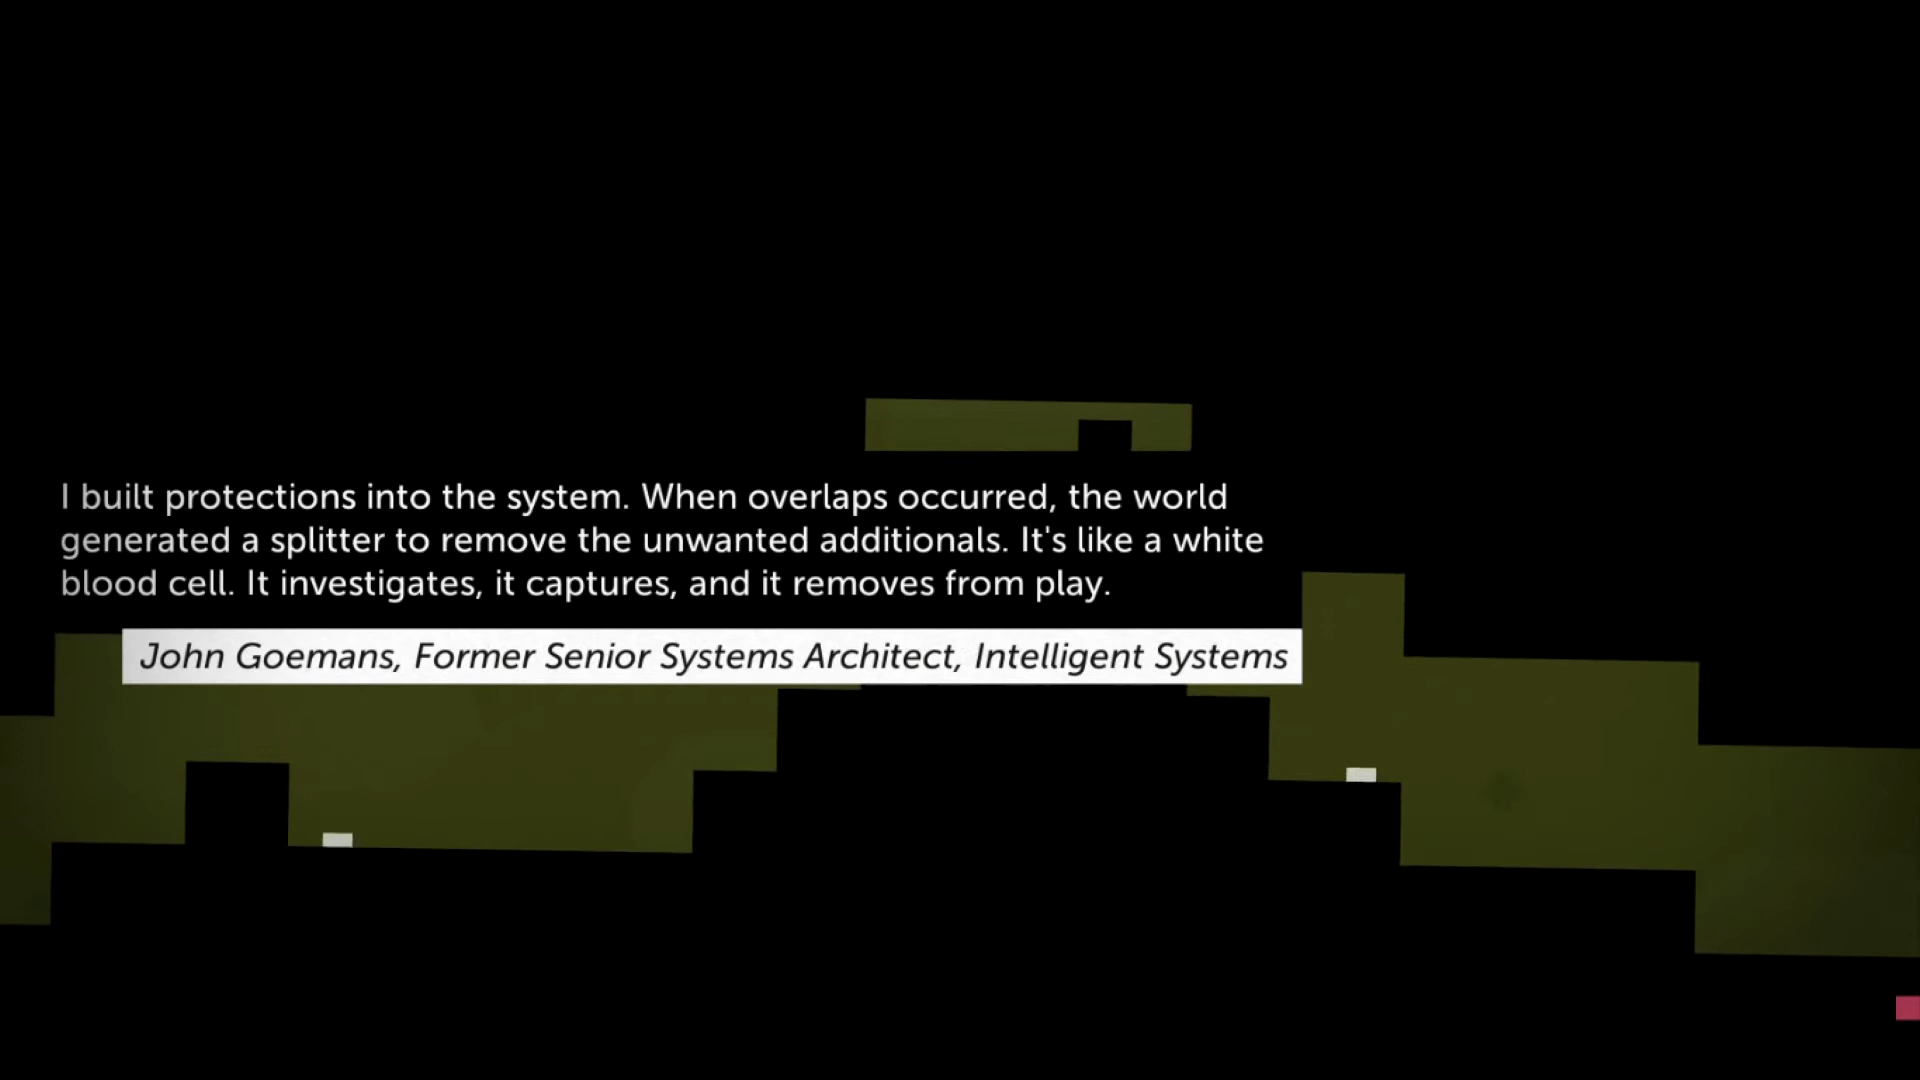 I built protections into the system. When overlaps occurred, the world
generated a splitter to remove the unwanted additionals. It's like a white
blood cell. It investigates, it captures, and it removes from play.
John Goemans, Former Senior Systems Architect, Intelligent Systems